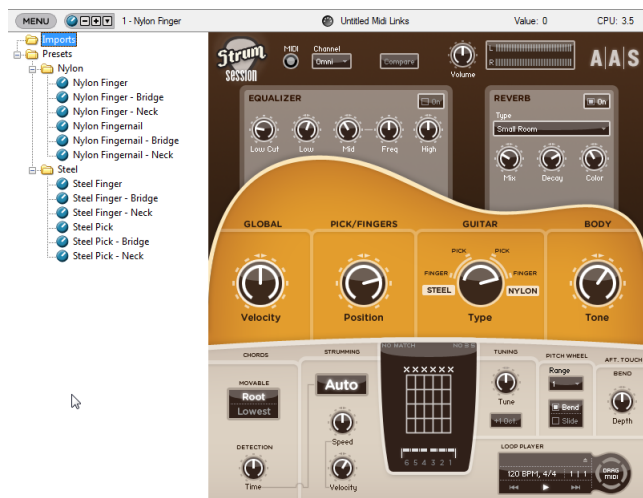 MENU
1 - Nylon Finger
Untitled Midi Links
Value: 0
CPU: 3.5
Imports
Presets
Nylon
Nylon Finger
Nylon Finger - Bridge
Nylon Finger - Neck
Nylon Fingernail
Nylon Fingernail - Bridge
Nylon Fingernail - Neck
Steel
Steel Finger
Steel Finger - Bridge
Steel Finger - Neck
Steel Pick
Steel Pick - Bridge
Steel Pick - Neck
Strum
SESSION
MIDI
Channel
Omni
Compare
Volume
L
R
AAS
EQUALIZER
On
Low Cut
Low
Mid
Freq
High
REVERB
On
Type
Small Room
Mix
Decay
Color
GLOBAL
PICK/FINGERS
GUITAR
BODY
PICK
PICK
FINGER
FINGER
STEEL
NYLON
Velocity
Position
Type
Tone
CHORDS
STRUMMING
NO MATCH
TUNING
PITCH WHEEL
AFT. TOUCH
MOVABLE
Root
Lowest
Auto
XXXXXX
Tune
Range
1
BEND
Bend
Slide
Depth
Speed
+1 Oct.
DETECTION
Time
Velocity
6 5 4 3 2 1
LOOP PLAYER
120 BPM, 4/4
1 | 1
DRAG
MIDI